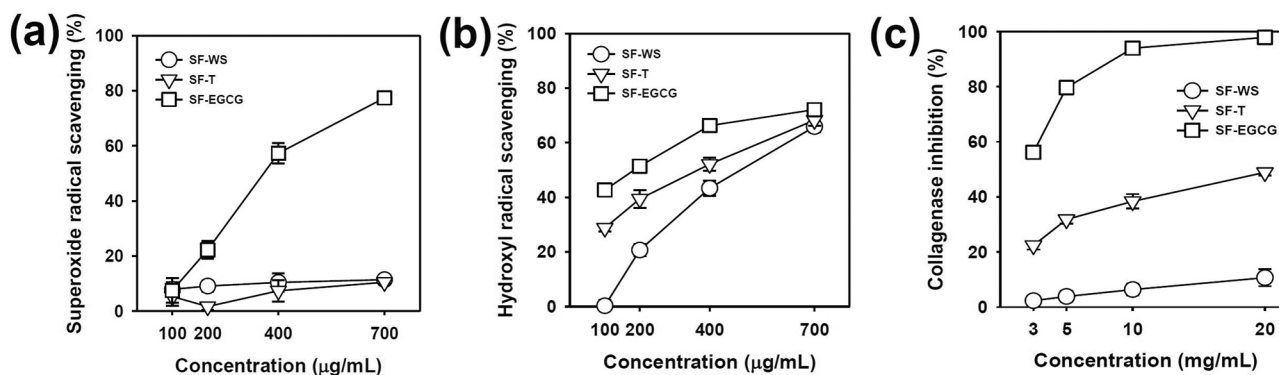 (a)
Superoxide radical scavenging (%)
100
80
60
40
20
0
SF-WS
SF-T
SF-EGCG
100 200 400 700
Concentration (μg/mL)
(b)
Hydroxyl radical scavenging (%)
100
80
60
40
20
0
SF-WS
SF-T
SF-EGCG
100 200 400 700
Concentration (μg/mL)
(c)
Collagenase inhibition (%)
100
80
60
40
20
0
SF-WS
SF-T
SF-EGCG
3 5 10 20
Concentration (mg/mL)